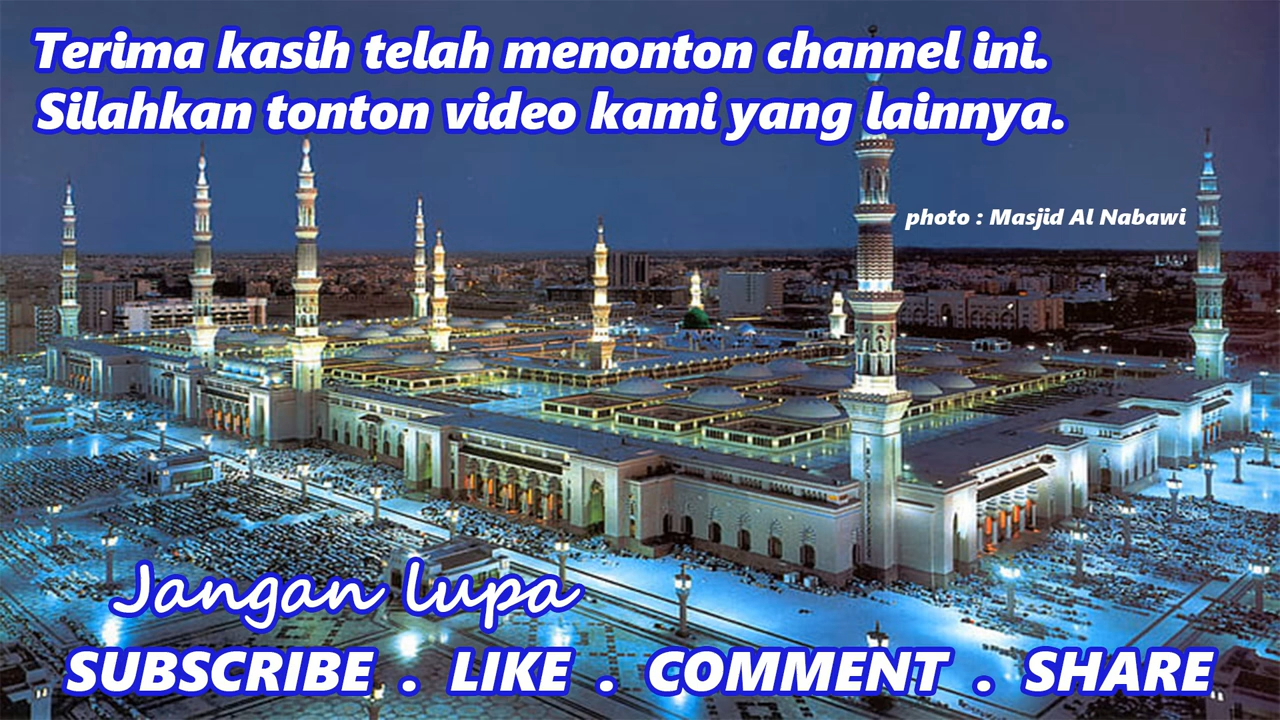 Terima kasih telah menonton channel ini.
Silahkan tonton video kami yang lainnya.
photo : Masjid Al Nabawi
Jangan lupa
SUBSCRIBE . LIKE . COMMENT . SHARE